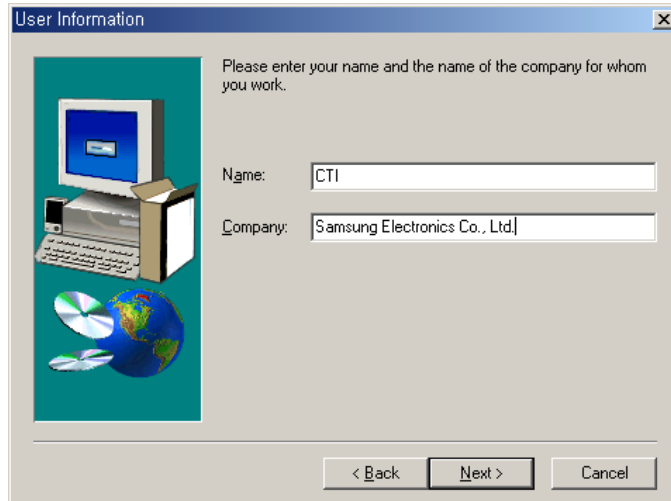 User Information
Please enter your name and the name of the company for whom
you work.
Name: CTI
Company: Samsung Electronics Co., Ltd.
< Back Next > Cancel